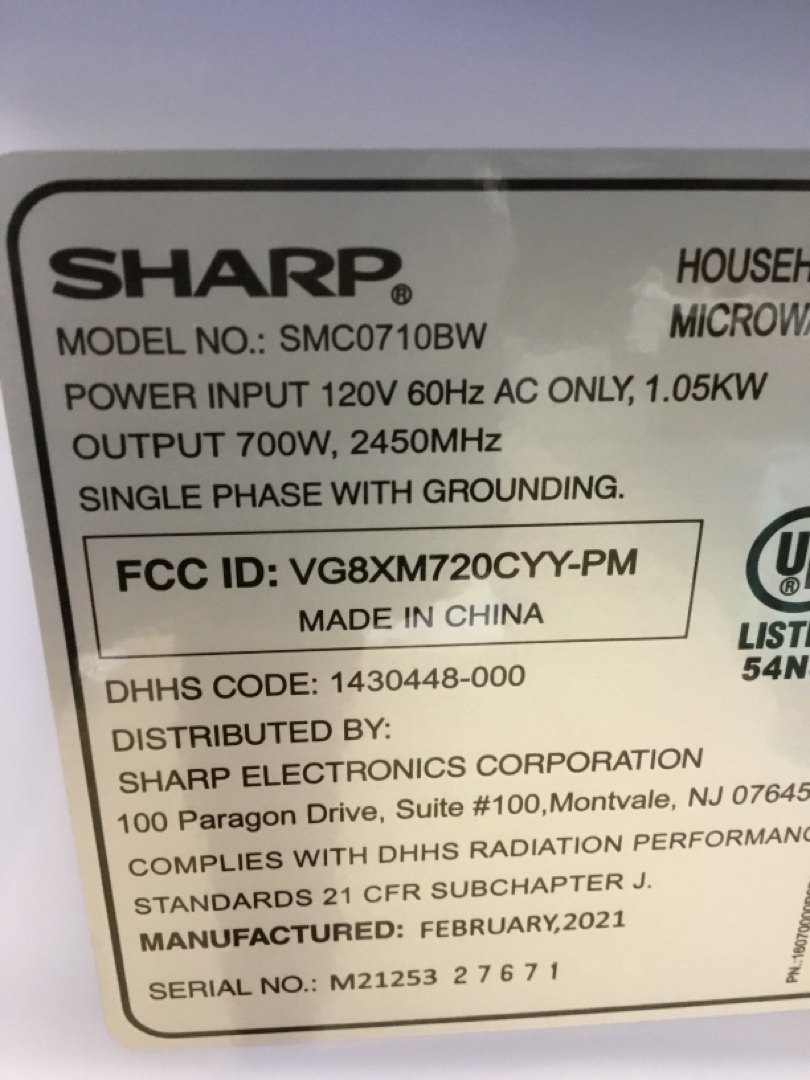 SHARP®
HOUSEH
MICROWA
MODEL NO.: SMC0710BW
POWER INPUT 120V 60Hz AC ONLY, 1.05KW
OUTPUT 700W, 2450MHz
SINGLE PHASE WITH GROUNDING.
FCC ID: VG8XM720CYY-PM
MADE IN CHINA
U
®
LISTE
54N
DHHS CODE: 1430448-000
DISTRIBUTED BY:
SHARP ELECTRONICS CORPORATION
100 Paragon Drive, Suite #100,Montvale, NJ 07645
COMPLIES WITH DHHS RADIATION PERFORMANC
STANDARDS 21 CFR SUBCHAPTER J.
MANUFACTURED: FEBRUARY,2021
SERIAL NO.: M21253 2 7 6 7 1